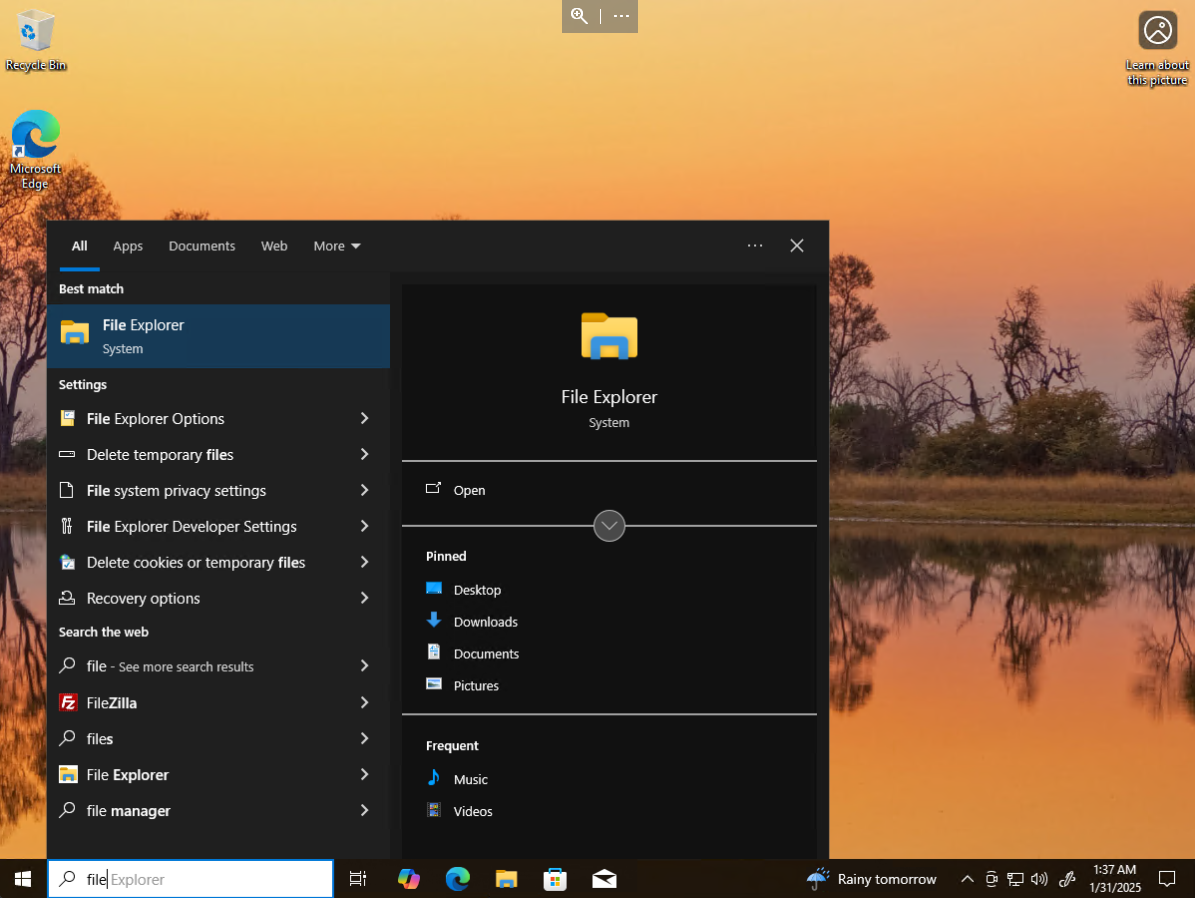 Recycle Bin
Learn about
this picture
Microsoft
Edge
All Apps Documents Web More
Best match
File Explorer
System
Settings
File Explorer Options
Delete temporary files
File system privacy settings
File Explorer Developer Settings
Delete cookies or temporary files
Recovery options
Search the web
file - See more search results
FileZilla
files
File Explorer
file manager
File Explorer
System
Open
Pinned
Desktop
Downloads
Documents
Pictures
Frequent
Music
Videos
file Explorer
Rainy tomorrow
1:37 AM
1/31/2025